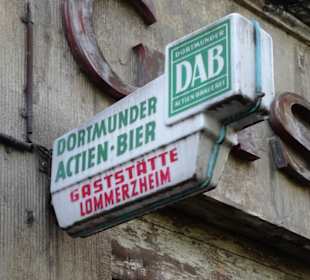 DORTMUNDER
DAB
ACTIEN-BRAUEREI
DORTMUNDER
ACTIEN·BIER
GASTSTÄTTE
LOMMERZHEIM
G
S